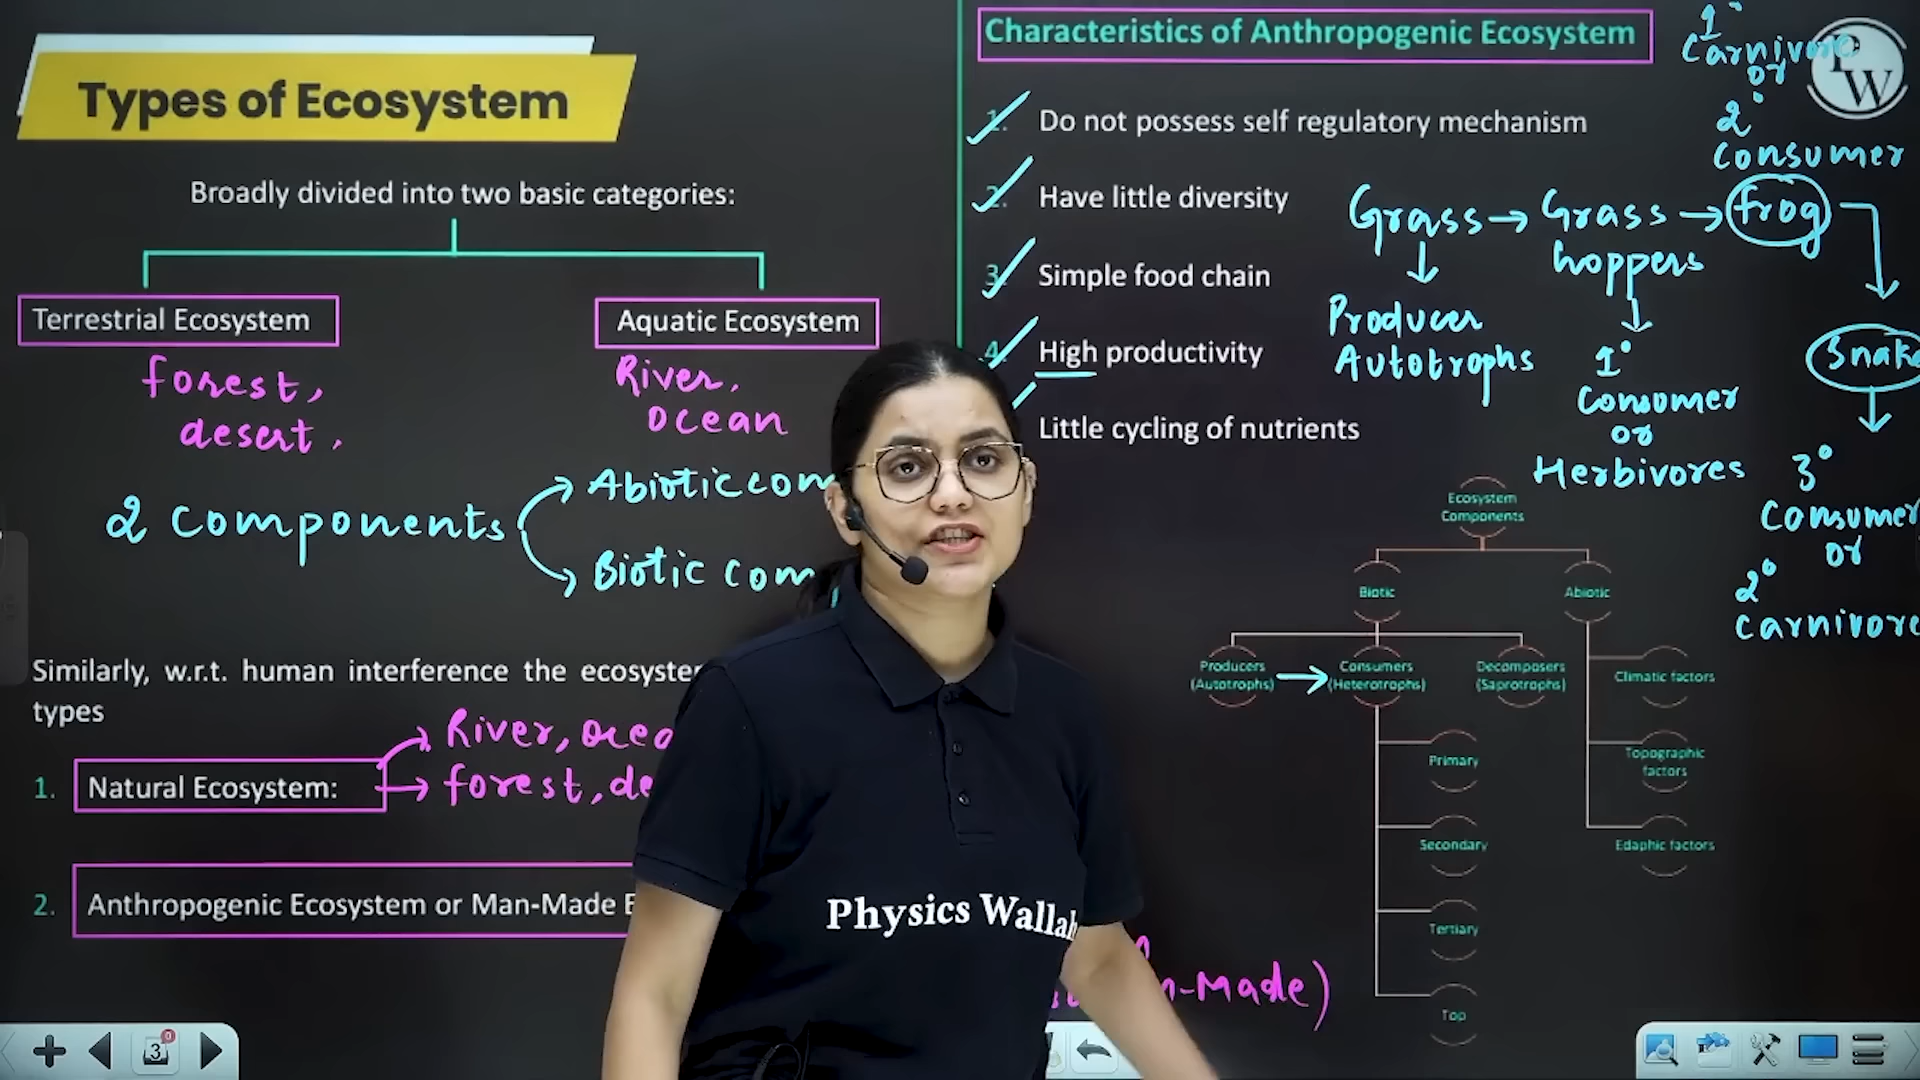 Types of Ecosystem
Broadly divided into two basic categories:
Terrestrial Ecosystem
Aquatic Ecosystem
forest,
desert,
River,
Ocean
2 Components
Abiotic com
Biotic com
Similarly, w.r.t. human interference the ecosystem
types
1. Natural Ecosystem:
River, ocea
forest, de
2. Anthropogenic Ecosystem or Man-Made E
Characteristics of Anthropogenic Ecosystem
1. Do not possess self regulatory mechanism
2. Have little diversity
3. Simple food chain
4. High productivity
Little cycling of nutrients
1°
Carnivore
or
2°
Consumer
Grass → Grass → frog
hoppers
Producer
Autotrophs
1°
Consumer
or
Herbivores
Snake
3°
Consumer
or
2°
Carnivore
Ecosystem
Components
Biotic
Abiotic
Producers
(Autotrophs)
Consumers
(Heterotrophs)
Decomposers
(Saprotrophs)
Primary
Secondary
Tertiary
Top
Climatic factors
Topographic
factors
Edaphic factors
n-Made)
Physics Wallah
PW
3
0